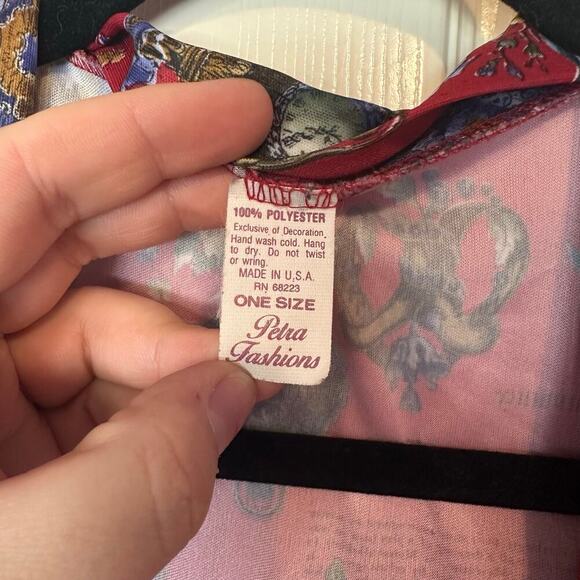 100% POLYESTER
Exclusive of Decoration.
Hand wash cold. Hang
to dry. Do not twist
or wring.
MADE IN U.S.A.
RN 68223
ONE SIZE
Petra
Fashions